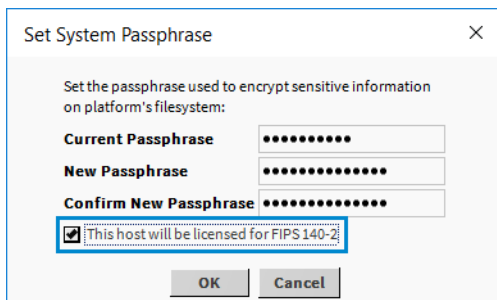 Set System Passphrase
Set the passphrase used to encrypt sensitive information
on platform's filesystem:
Current Passphrase ●●●●●●●●●●
New Passphrase ●●●●●●●●●●●●●●
Confirm New Passphrase ●●●●●●●●●●●●●●
This host will be licensed for FIPS 140-2
OK Cancel